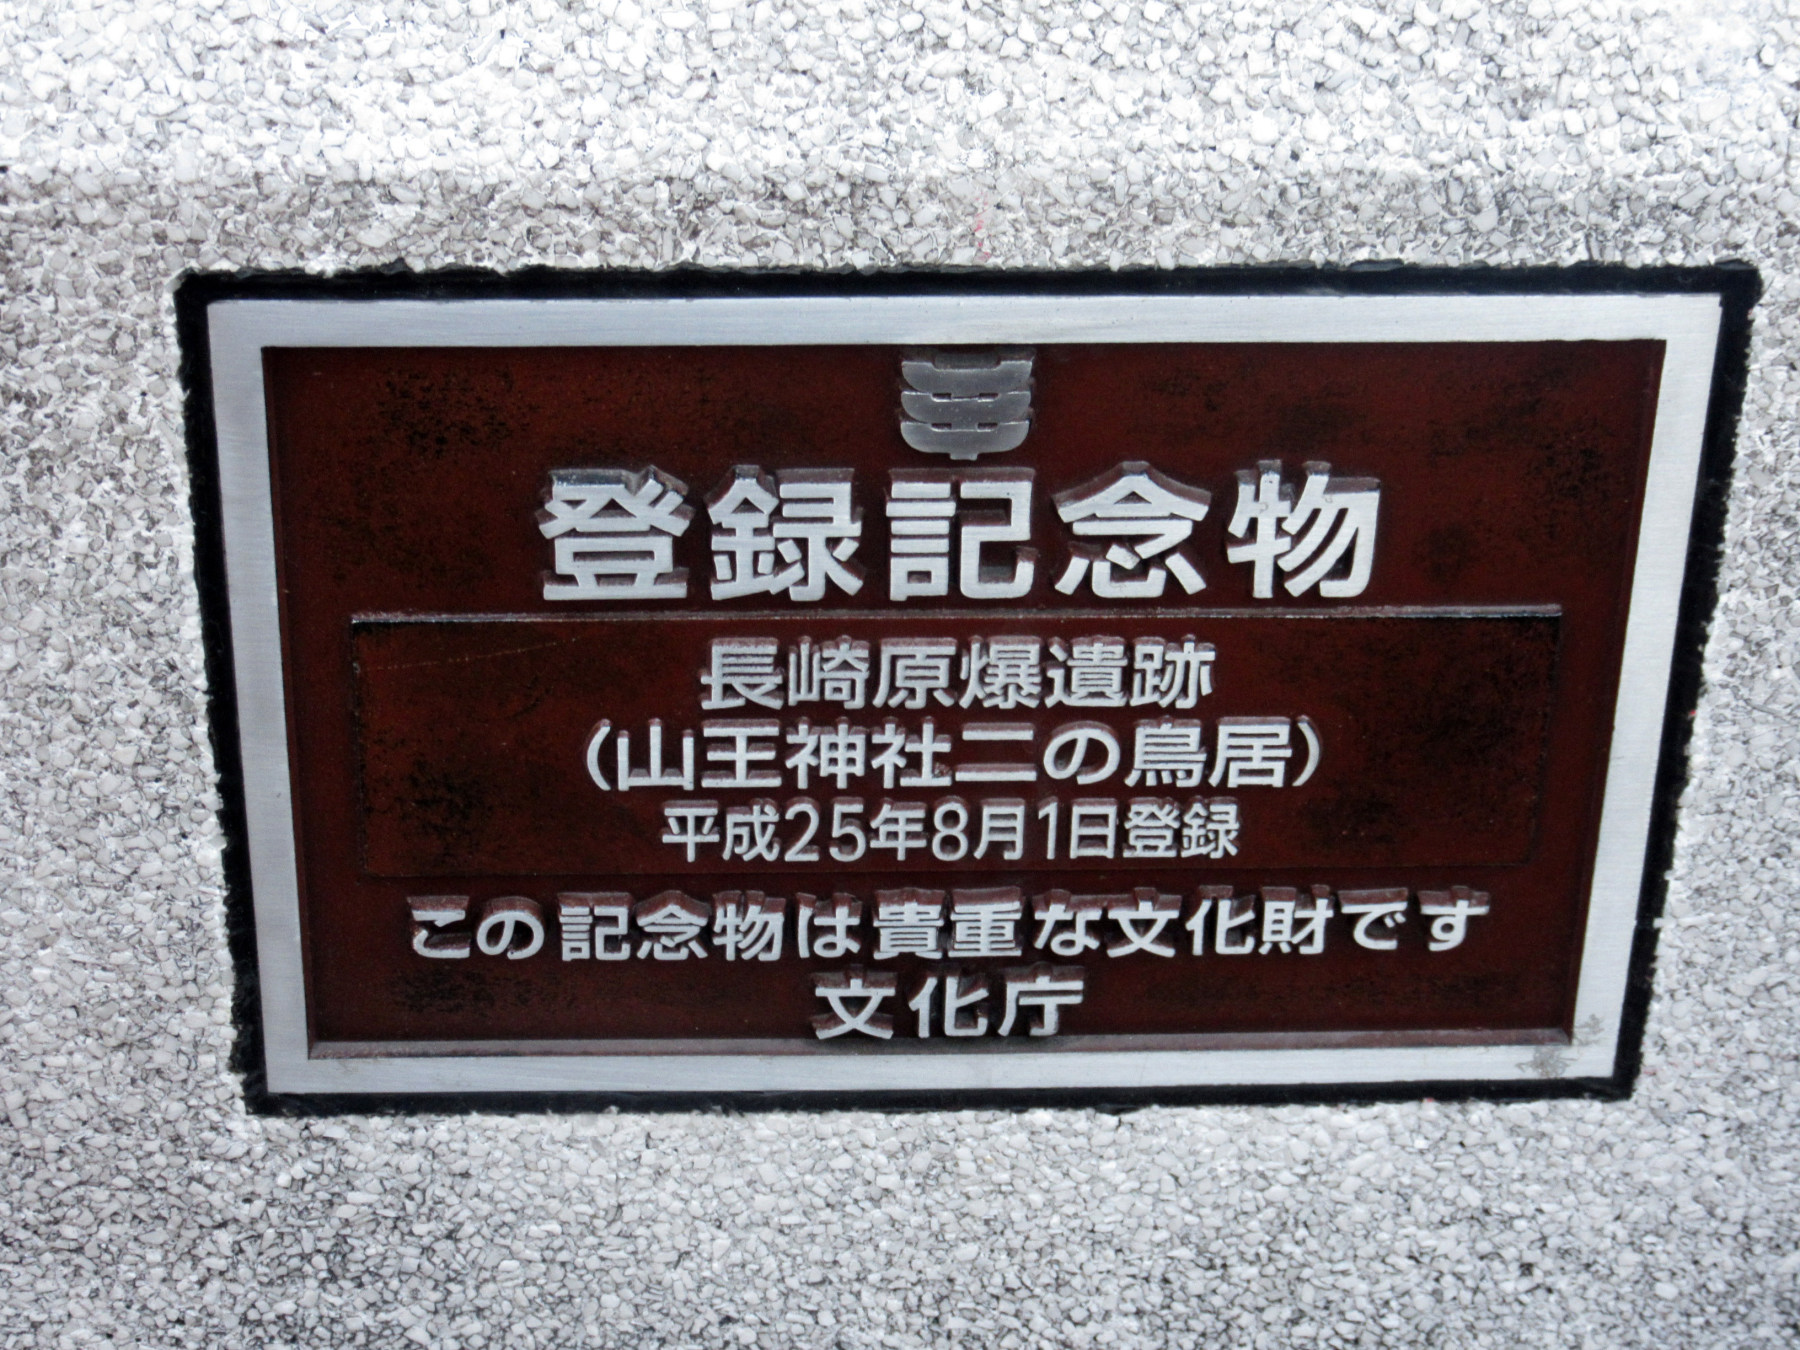 登録記念物
長崎原爆遺跡
(山王神社二の鳥居)
平成25年8月1日登録
この記念物は貴重な文化財です
文化庁